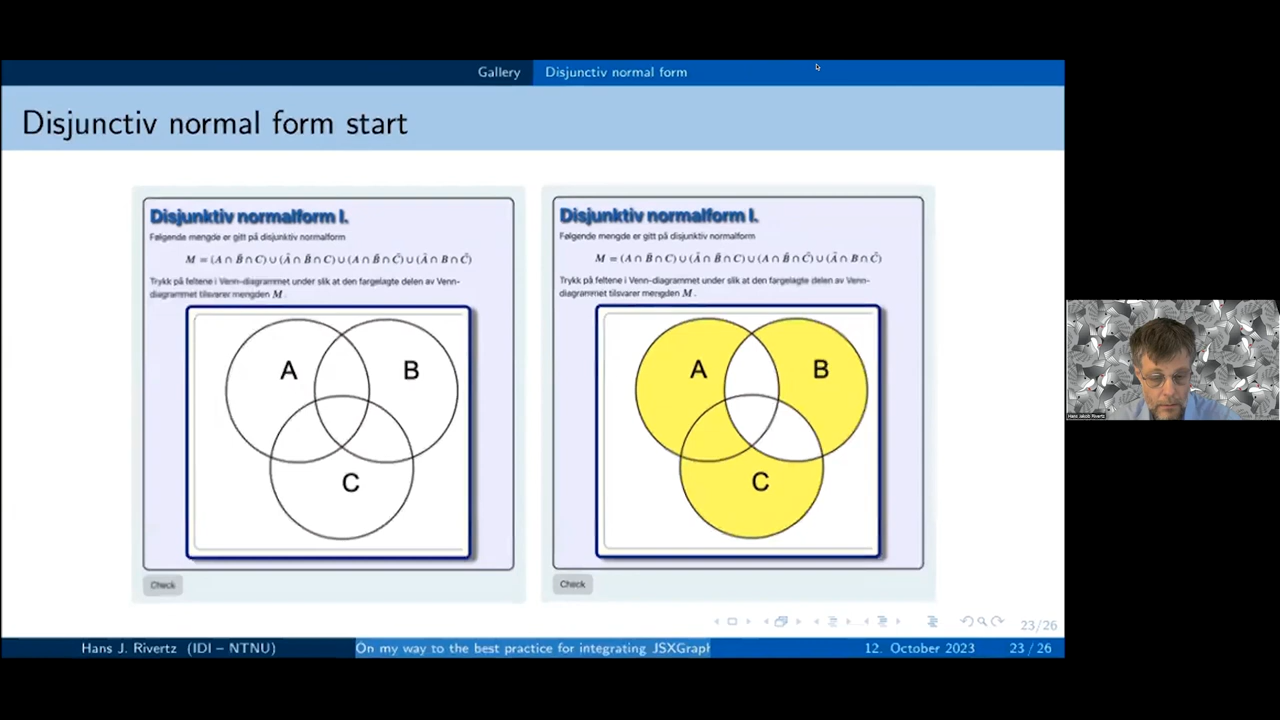 Gallery Disjunctiv normal form
Disjunctiv normal form start
Disjunktiv normalform I.
Følgende mengde er gitt på disjunktiv normalform
M = (A ∩ B̄ ∩ C) ∪ (Ā ∩ B̄ ∩ C) ∪ (A ∩ B̄ ∩ C̄) ∪ (Ā ∩ B ∩ C̄)
Trykk på feltene i Venn-diagrammet under slik at den fargelagte delen av Venn-
diagrammet tilsvarer mengden M .
A
B
C
Check
Disjunktiv normalform I.
Følgende mengde er gitt på disjunktiv normalform
M = (A ∩ B̄ ∩ C) ∪ (Ā ∩ B̄ ∩ C) ∪ (A ∩ B̄ ∩ C̄) ∪ (Ā ∩ B ∩ C̄)
Trykk på feltene i Venn-diagrammet under slik at den fargelagte delen av Venn-
diagrammet tilsvarer mengden M .
A
B
C
Check
23/26
Hans J. Rivertz (IDI – NTNU) On my way to the best practice for integrating JSXGraph 12. October 2023 23 / 26
Hans Jakob Rivertz